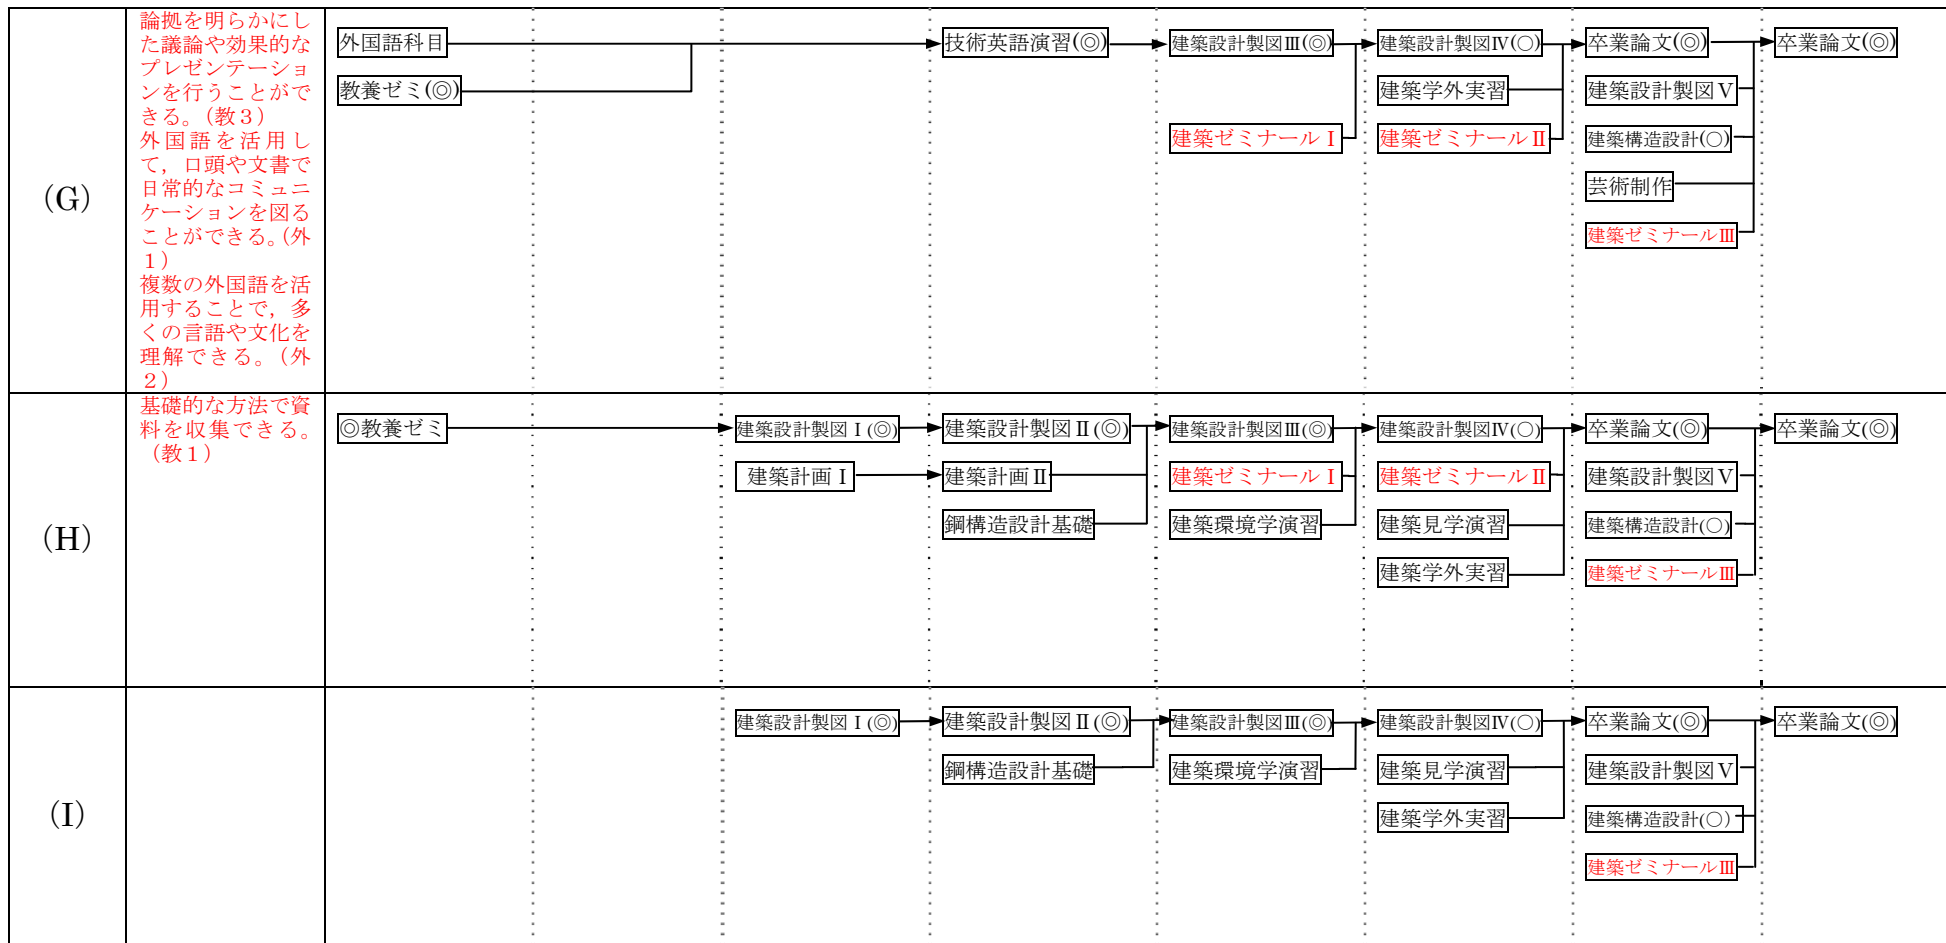 (G)
論拠を明らかにし
た議論や効果的な
プレゼンテーショ
ンを行うことがで
きる。（教３）
外国語を活用し
て，口頭や文書で
日常的なコミュニ
ケーションを図る
ことができる。（外
１）
複数の外国語を活
用することで，多
くの言語や文化を
理解できる。（外
２）
外国語科目 技術英語演習(◎) 建築設計製図Ⅲ(◎) 建築設計製図Ⅳ(○) 卒業論文(◎) 卒業論文(◎)
教養ゼミ(◎) 建築学外実習 建築設計製図Ⅴ
建築ゼミナールⅠ 建築ゼミナールⅡ 建築構造設計(○)
芸術制作
建築ゼミナールⅢ
(H)
基礎的な方法で資
料を収集できる。
（教１）
◎教養ゼミ 建築設計製図Ⅰ(◎) 建築設計製図Ⅱ(◎) 建築設計製図Ⅲ(◎) 建築設計製図Ⅳ(○) 卒業論文(◎) 卒業論文(◎)
建築計画Ⅰ 建築計画Ⅱ 建築ゼミナールⅠ 建築ゼミナールⅡ 建築設計製図Ⅴ
鋼構造設計基礎 建築環境学演習 建築見学演習 建築構造設計(○)
建築学外実習 建築ゼミナールⅢ
(I)
建築設計製図Ⅰ(◎) 建築設計製図Ⅱ(◎) 建築設計製図Ⅲ(◎) 建築設計製図Ⅳ(○) 卒業論文(◎) 卒業論文(◎)
鋼構造設計基礎 建築環境学演習 建築見学演習 建築設計製図Ⅴ
建築学外実習 建築構造設計(○)
建築ゼミナールⅢ